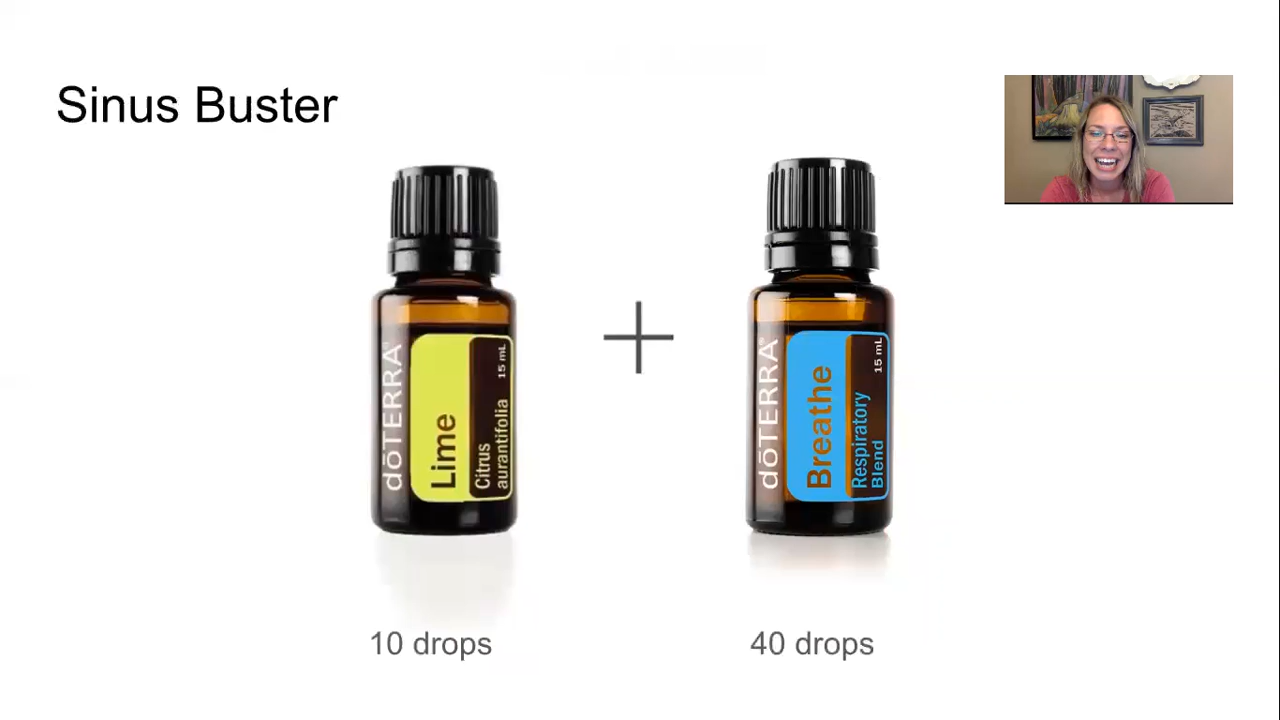 Sinus Buster
dōTERRA®
Lime
Citrus
aurantifolia
15 mL
dōTERRA®
Breathe
Respiratory
Blend
15 mL
10 drops
40 drops